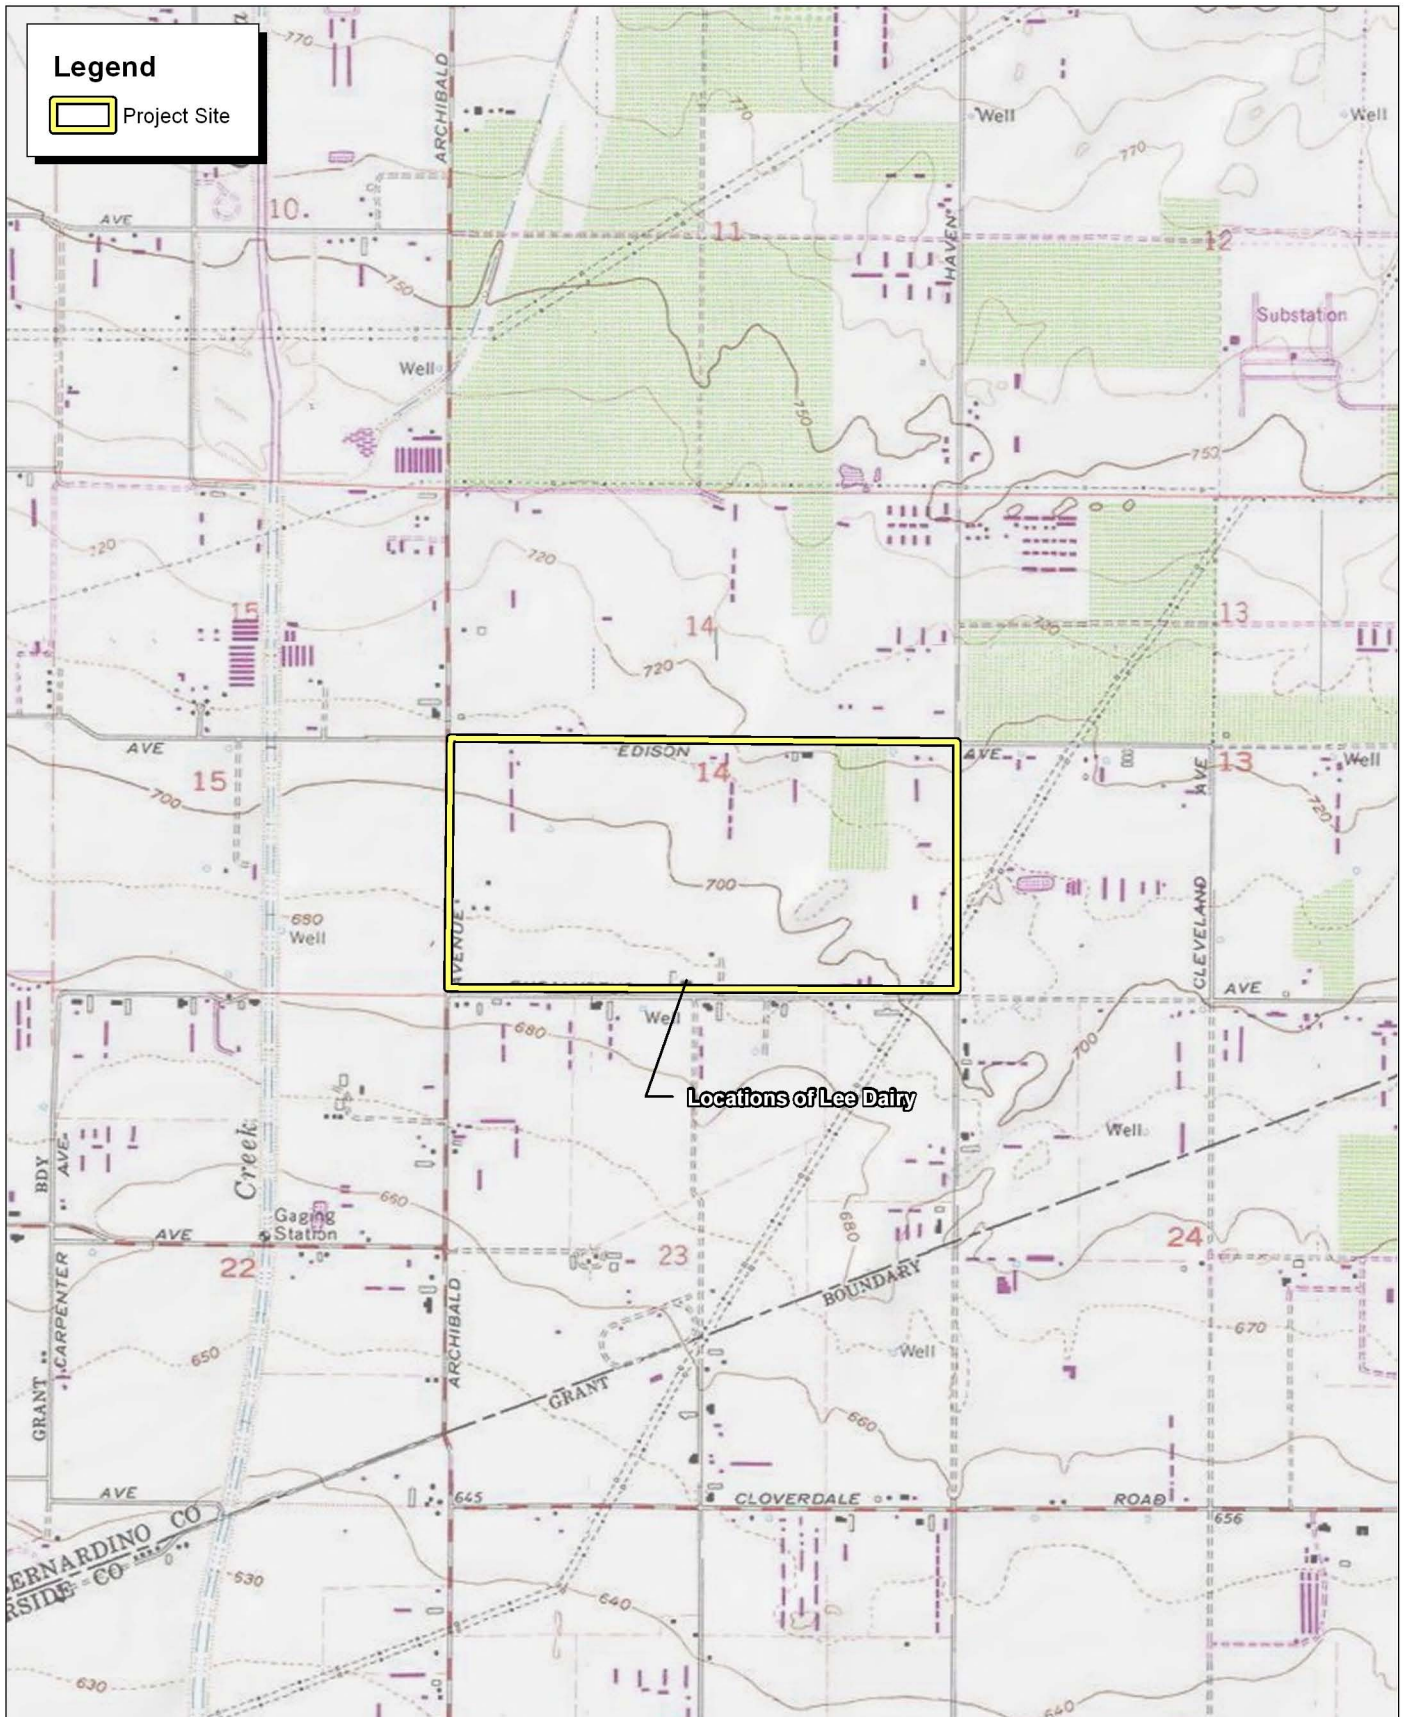 Legend
Project Site
a
770
ARCHIBALD
770
Well
Well
770
10.
AVE
11
HAVEN
12
750
Substation
Well
750
750
720
720
15
13
14
720
720
AVE
EDISON
AVE
15
14
AVE
13
Well
700
720
700
680
Well
AVENUE
CLEVELAND
AVE
Well
680
700
Locations of Lee Dairy
Creek
BDY
AVE
Well
660
Gaging
Station
AVE
680
24
22
23
CARPENTER
ARCHIBALD
BOUNDARY
670
650
Well
GRANT
GRANT
660
AVE
645
CLOVERDALE
ROAD
656
ERNARDINO CO
RSIDE CO
630
640
630
640